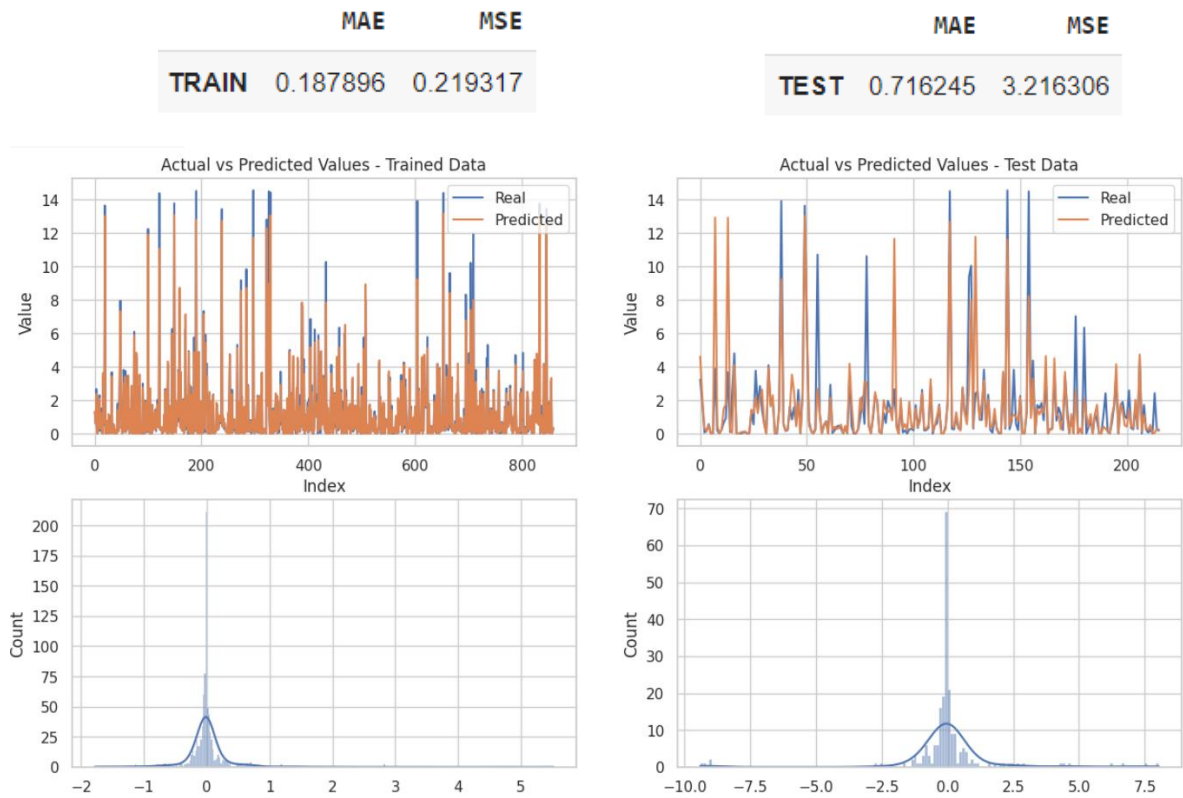 MAE MSE
TRAIN 0.187896 0.219317
MAE MSE
TEST 0.716245 3.216306
Actual vs Predicted Values - Trained Data
Real
Predicted
Value
14
12
10
8
6
4
2
0
0 200 400 600 800
Index
Actual vs Predicted Values - Test Data
Real
Predicted
Value
14
12
10
8
6
4
2
0
0 50 100 150 200
Index
Count
200
175
150
125
100
75
50
25
0
−2 −1 0 1 2 3 4 5
Count
70
60
50
40
30
20
10
0
−10.0 −7.5 −5.0 −2.5 0.0 2.5 5.0 7.5